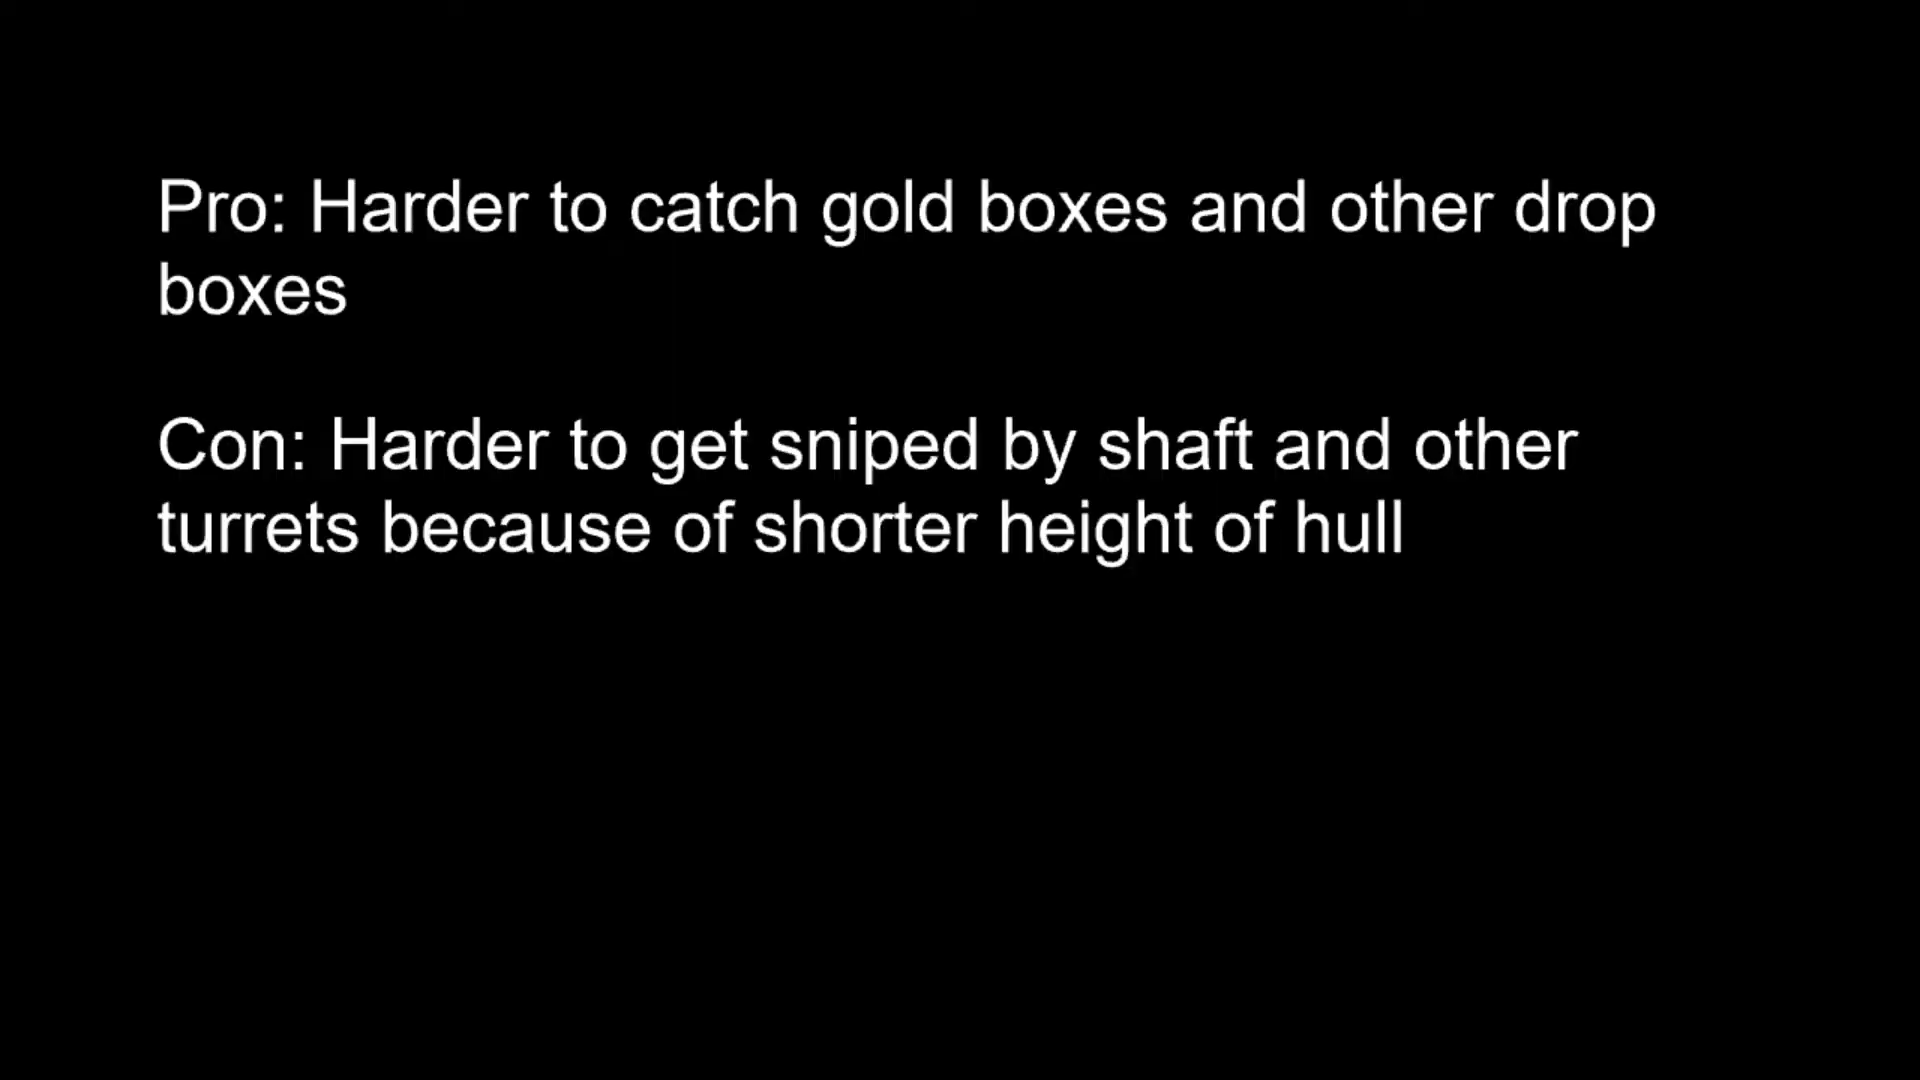 Pro: Harder to catch gold boxes and other drop
boxes
Con: Harder to get sniped by shaft and other
turrets because of shorter height of hull